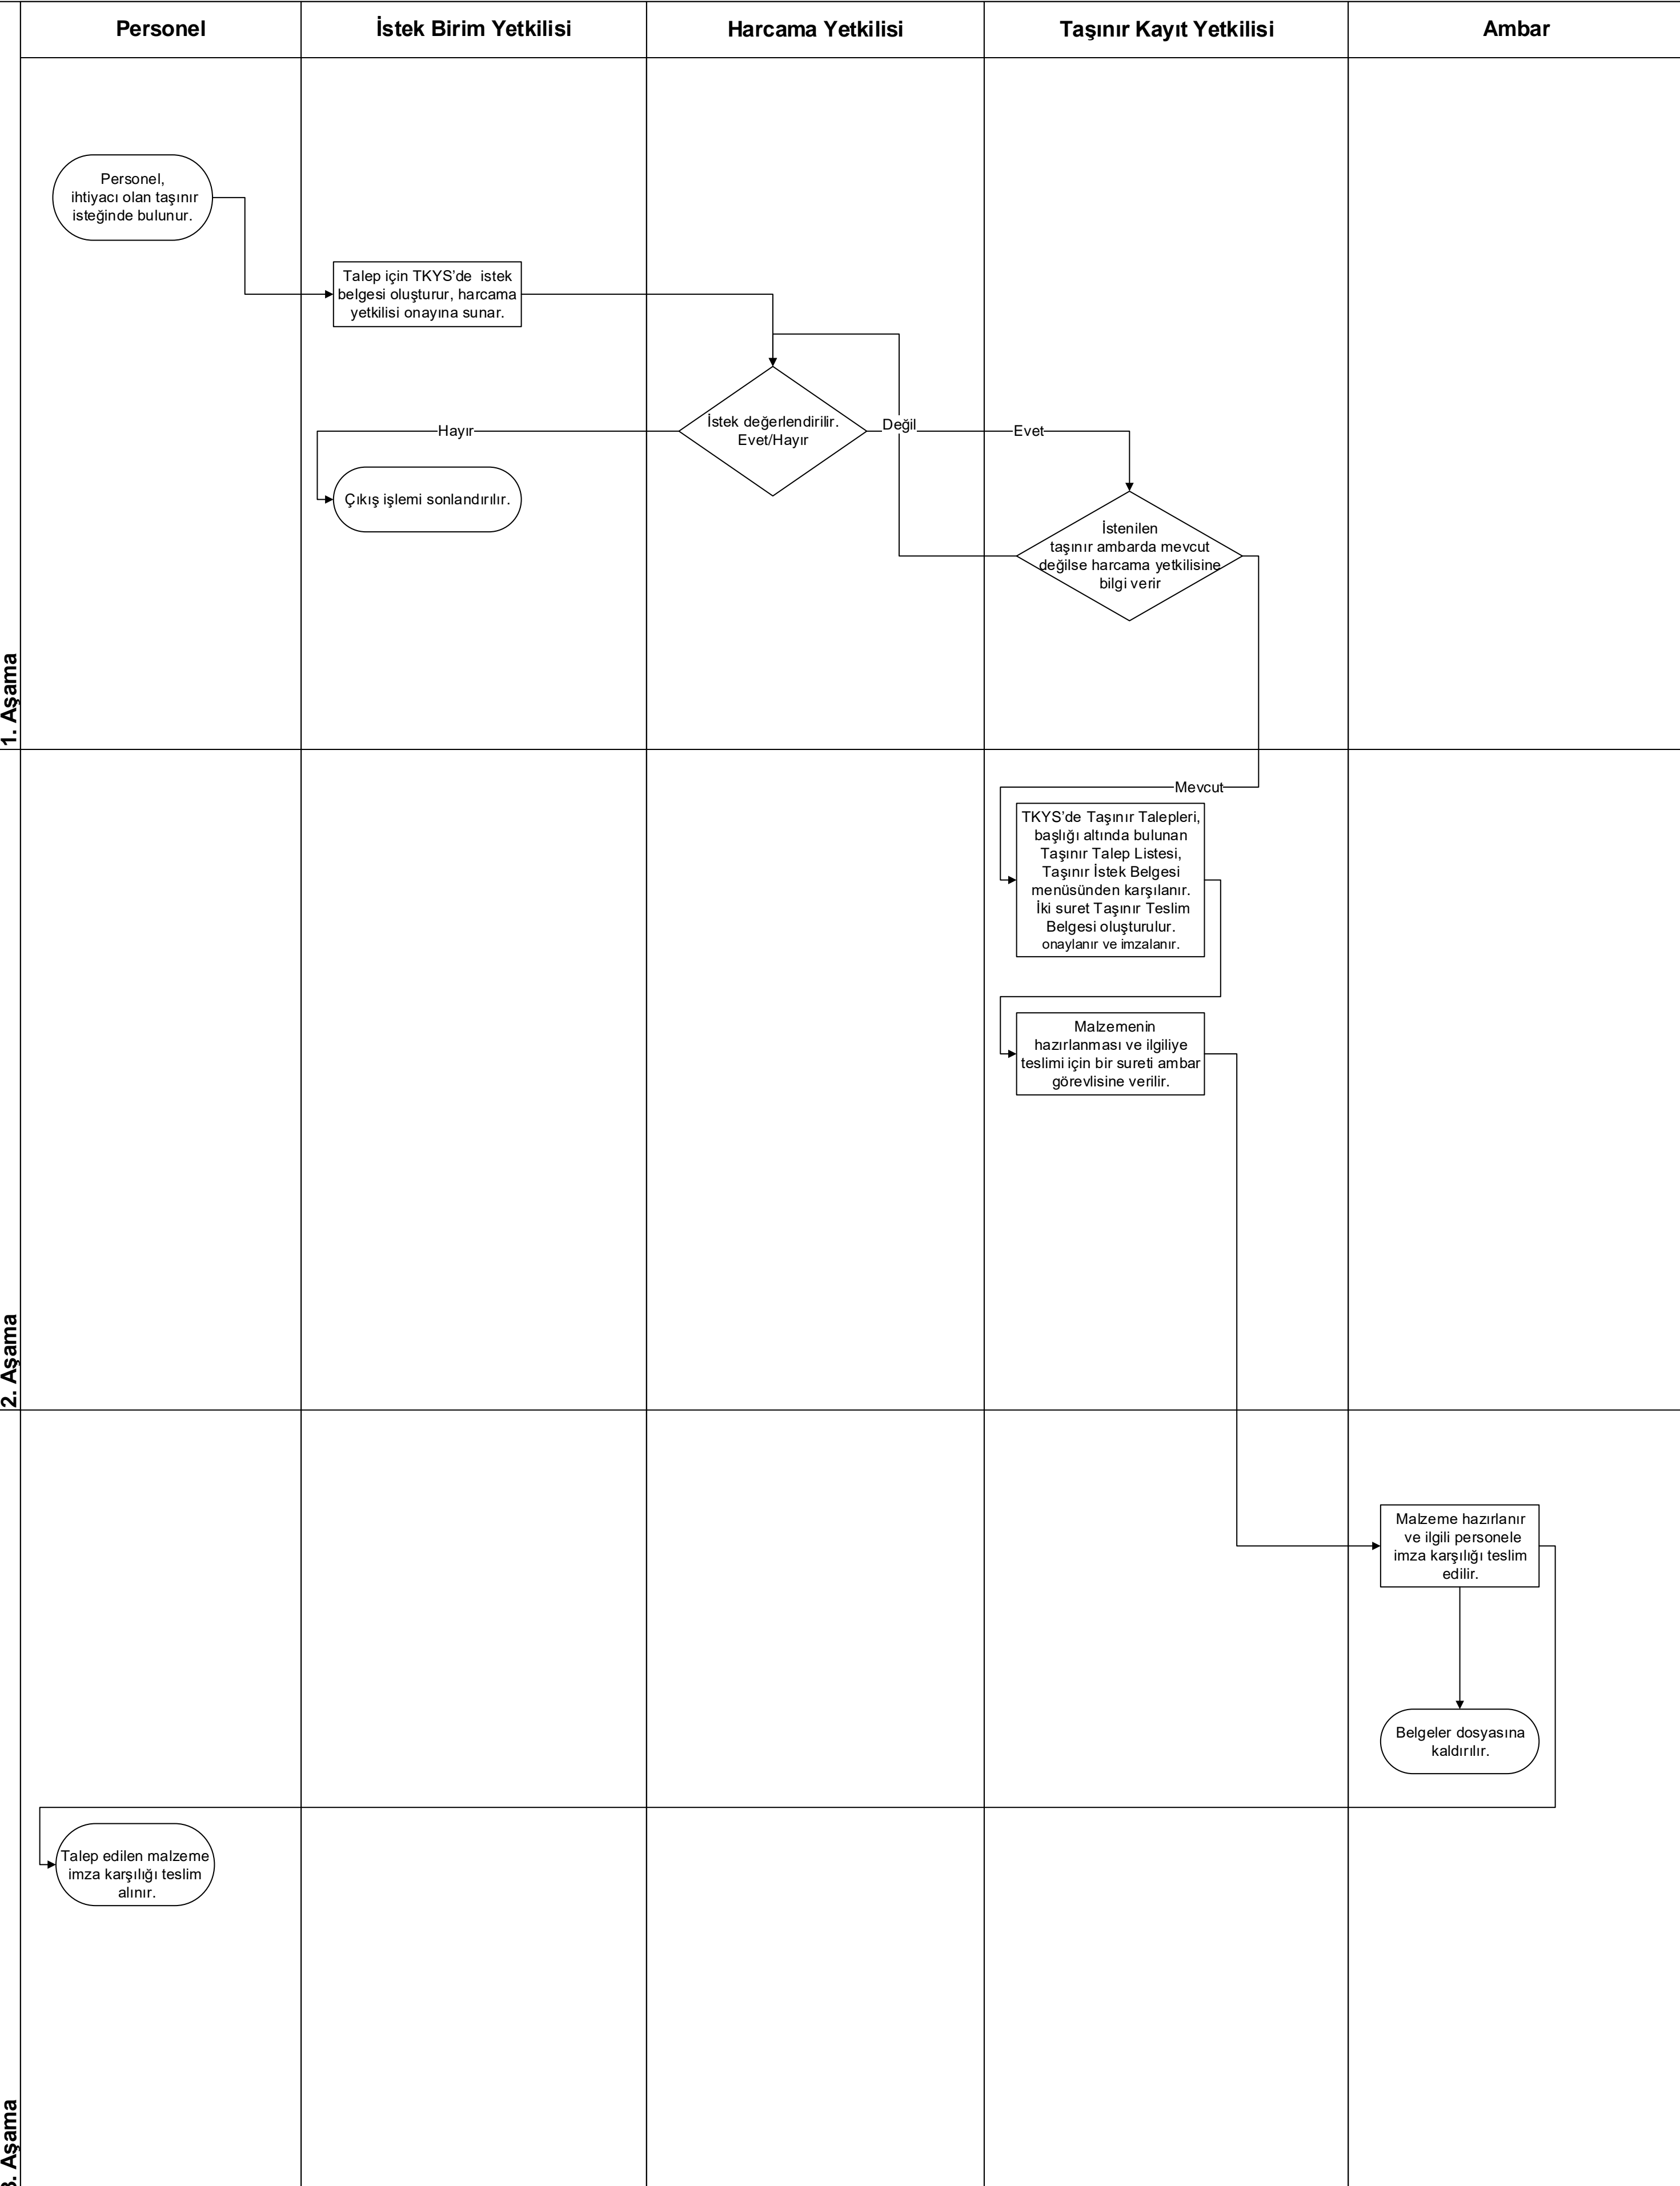 Personel
İstek Birim Yetkilisi
Harcama Yetkilisi
Taşınır Kayıt Yetkilisi
Ambar
1. Aşama
Personel,
ihtiyacı olan taşınır
isteğinde bulunur.
Talep için TKYS’de istek
belgesi oluşturur, harcama
yetkilisi onayına sunar.
İstek değerlendirilir.
Evet/Hayır
Hayır
Değil
Evet
Çıkış işlemi sonlandırılır.
İstenilen
taşınır ambarda mevcut
değilse harcama yetkilisine
bilgi verir
2. Aşama
Mevcut
TKYS’de Taşınır Talepleri,
başlığı altında bulunan
Taşınır Talep Listesi,
Taşınır İstek Belgesi
menüsünden karşılanır.
İki suret Taşınır Teslim
Belgesi oluşturulur.
onaylanır ve imzalanır.
Malzemenin
hazırlanması ve ilgiliye
teslimi için bir sureti ambar
görevlisine verilir.
3. Aşama
Malzeme hazırlanır
ve ilgili personele
imza karşılığı teslim
edilir.
Belgeler dosyasına
kaldırılır.
Talep edilen malzeme
imza karşılığı teslim
alınır.